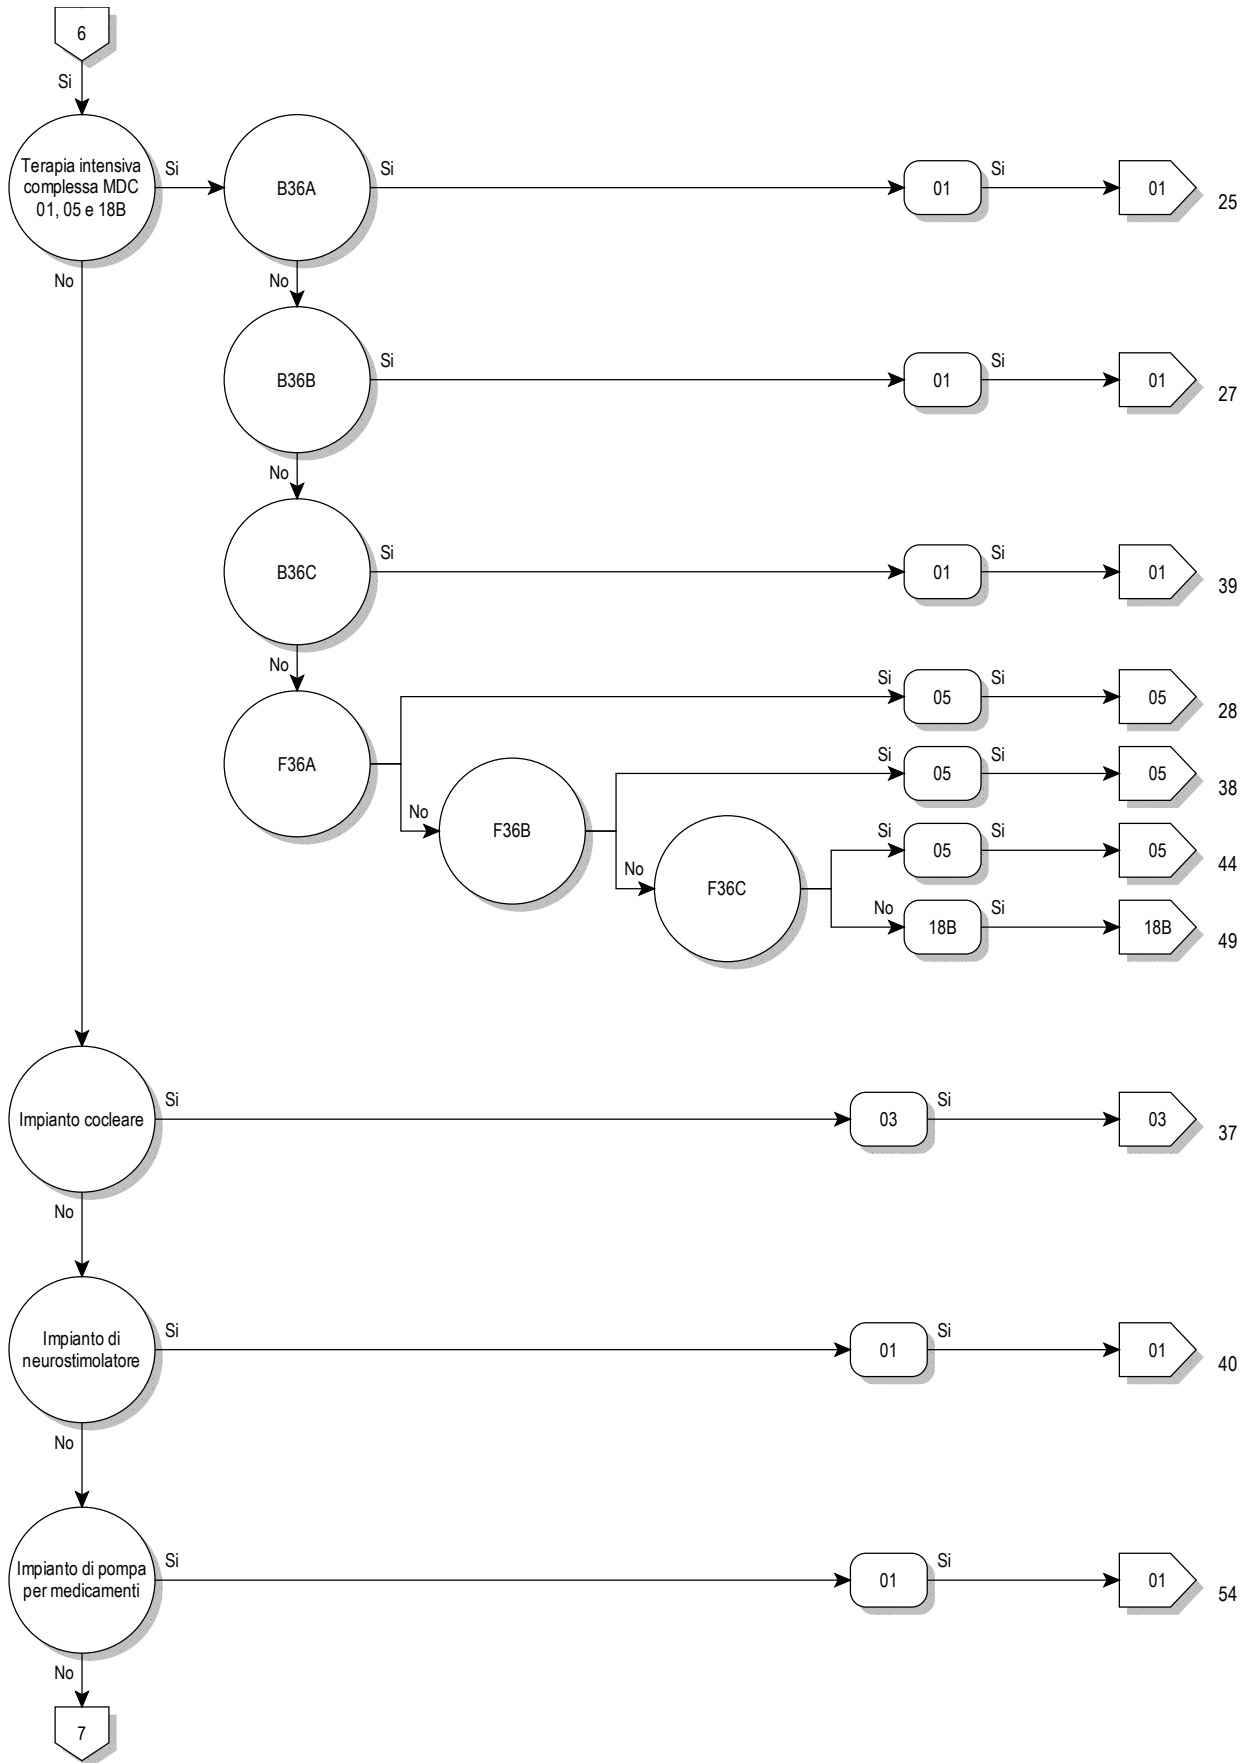 6
Si
Terapia intensiva
complessa MDC
01, 05 e 18B
Si
B36A
Si
01
Si
01
25
No
No
B36B
Si
01
Si
01
27
No
B36C
Si
01
Si
01
39
No
F36A
Si
05
Si
05
28
No
F36B
Si
05
Si
05
38
No
F36C
Si
05
Si
05
44
No
18B
Si
18B
49
Impianto cocleare
Si
03
Si
03
37
No
Impianto di
neurostimolatore
Si
01
Si
01
40
No
Impianto di pompa
per medicamenti
Si
01
Si
01
54
No
7